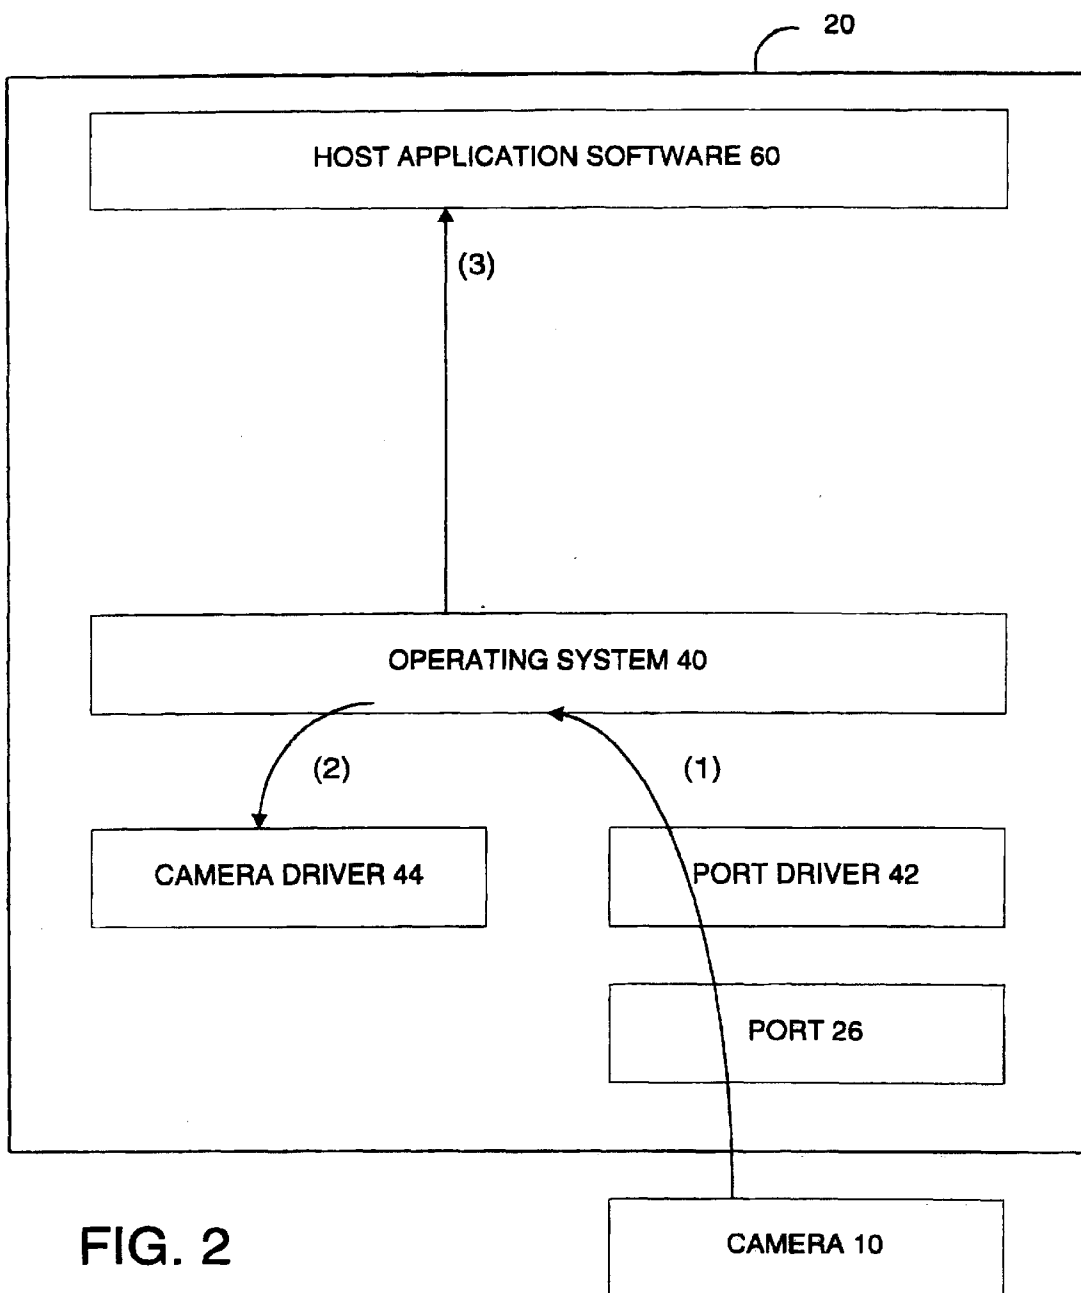 20
HOST APPLICATION SOFTWARE 60
(3)
OPERATING SYSTEM 40
(2)
(1)
CAMERA DRIVER 44
PORT DRIVER 42
PORT 26
CAMERA 10
FIG. 2